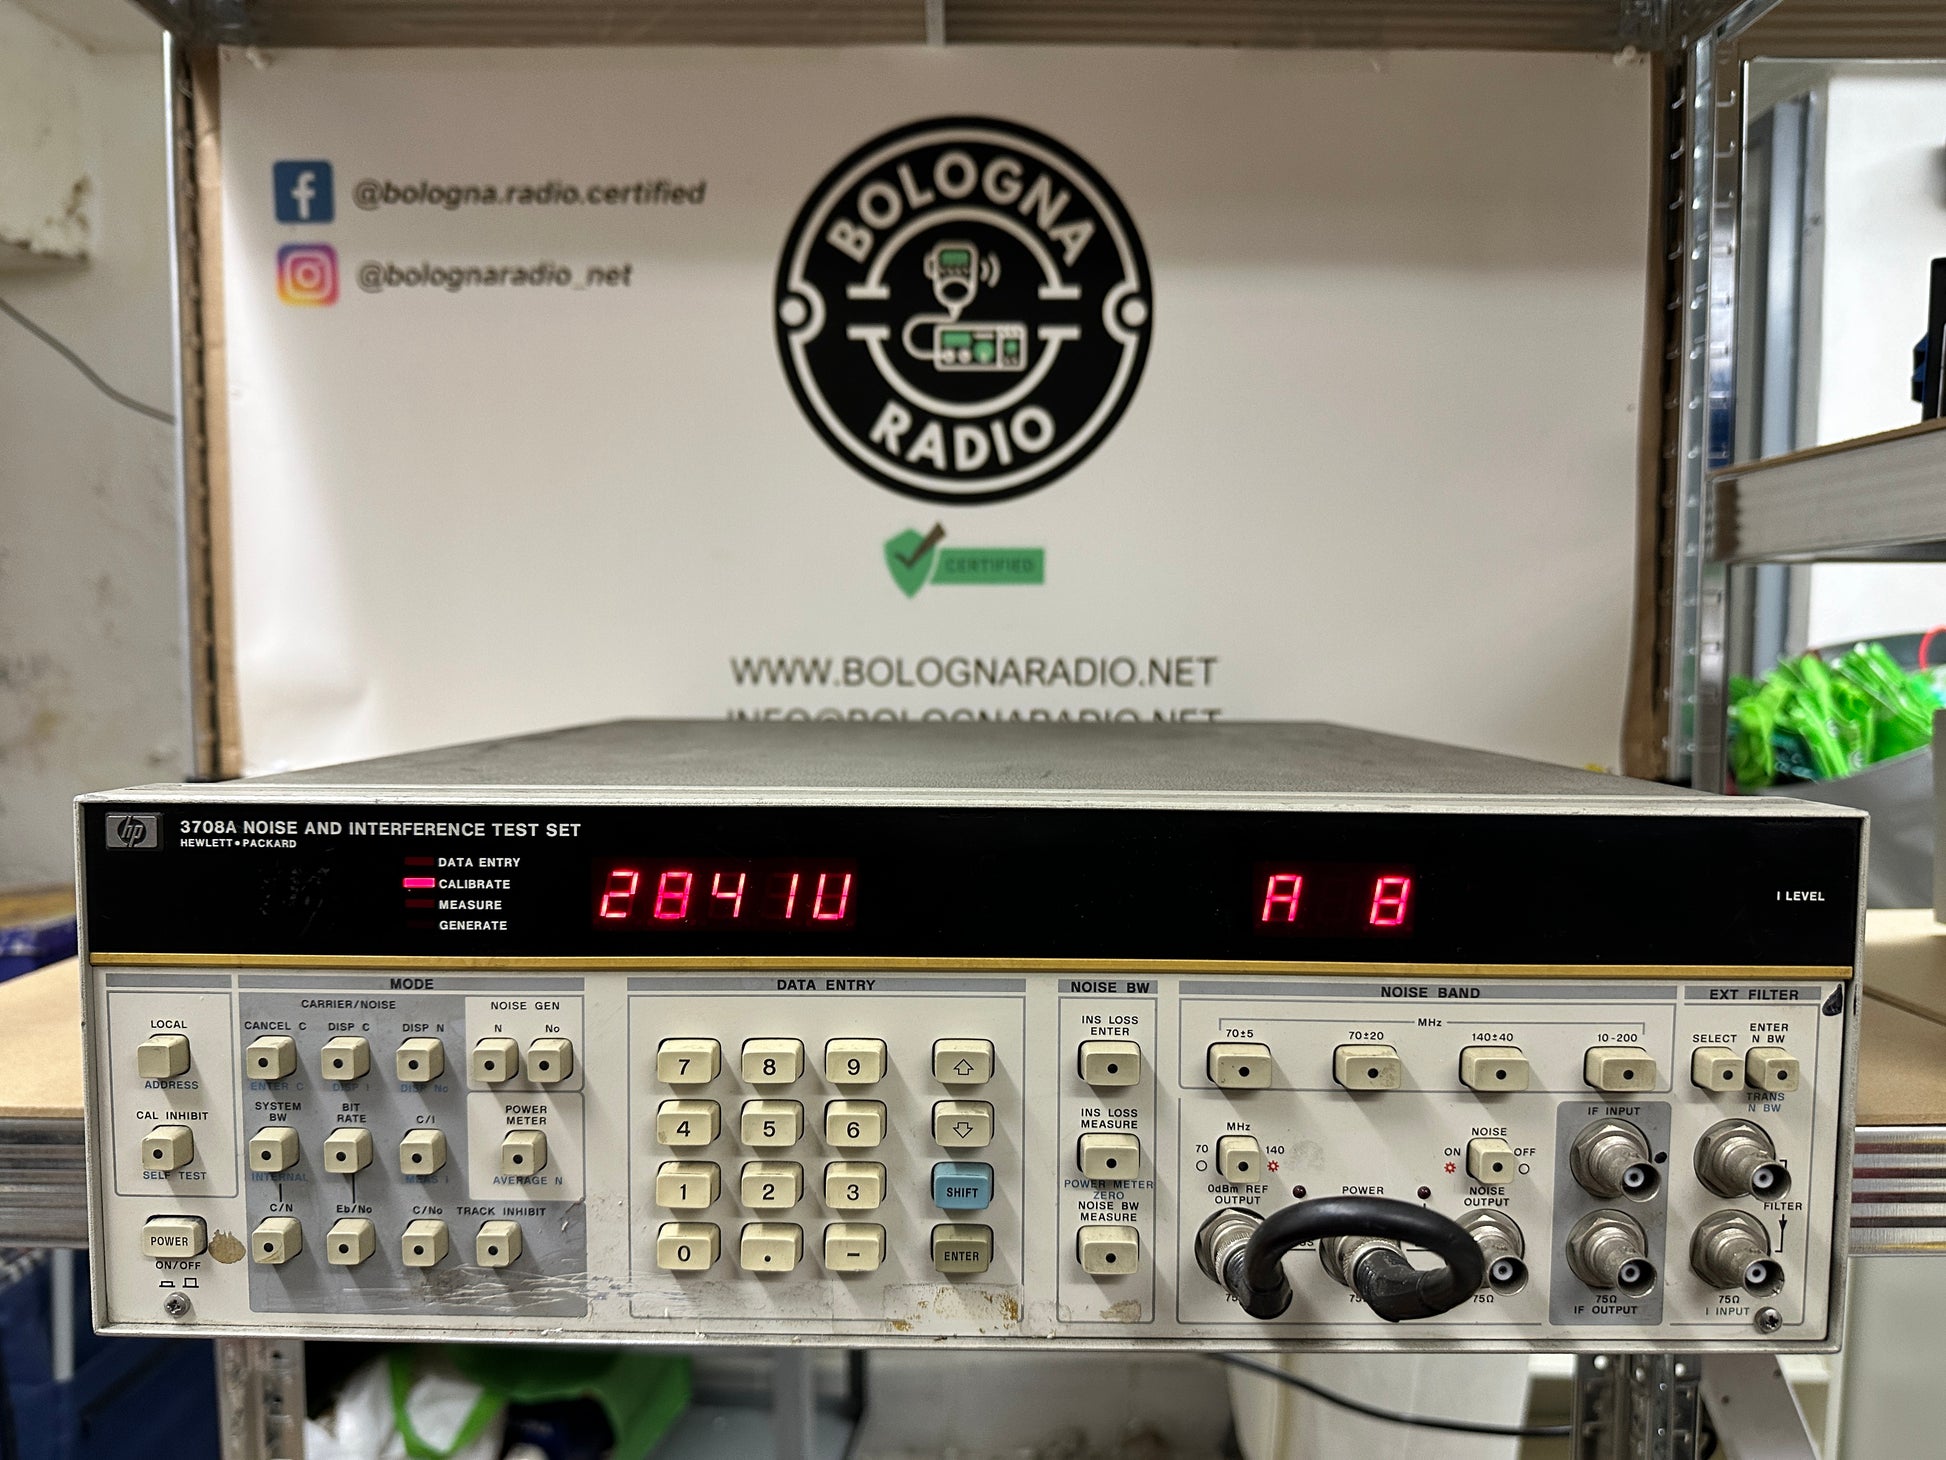 @bologna.radio.certified
@bolognaradio_net
BOLOGNA
RADIO
CERTIFIED
WWW.BOLOGNARADIO.NET
INFO@BOLOGNARADIO.NET
hp
3708A NOISE AND INTERFERENCE TEST SET
HEWLETT•PACKARD
DATA ENTRY
CALIBRATE
MEASURE
GENERATE
2841U
A 8
I LEVEL
MODE
DATA ENTRY
NOISE BW
NOISE BAND
EXT FILTER
LOCAL
ADDRESS
CAL INHIBIT
SELF TEST
POWER
ON/OFF
CARRIER/NOISE
CANCEL C
DISP C
DISP N
ENTER C
DISP I
DISP No
SYSTEM
BW
BIT
RATE
C/I
INTERNAL
MEAS I
C/N
Eb/No
C/No
TRACK INHIBIT
NOISE GEN
N
No
POWER
METER
AVERAGE N
7
8
9
4
5
6
1
2
3
SHIFT
0
.
–
ENTER
INS LOSS
ENTER
INS LOSS
MEASURE
POWER METER
ZERO
NOISE BW
MEASURE
MHz
70±5
70±20
140±40
10-200
MHz
70
140
0dBm REF
OUTPUT
POWER
NOISE
ON
OFF
NOISE
OUTPUT
75Ω
IF INPUT
75Ω
IF OUTPUT
SELECT
ENTER
N BW
TRANS
N BW
FILTER
75Ω
I INPUT